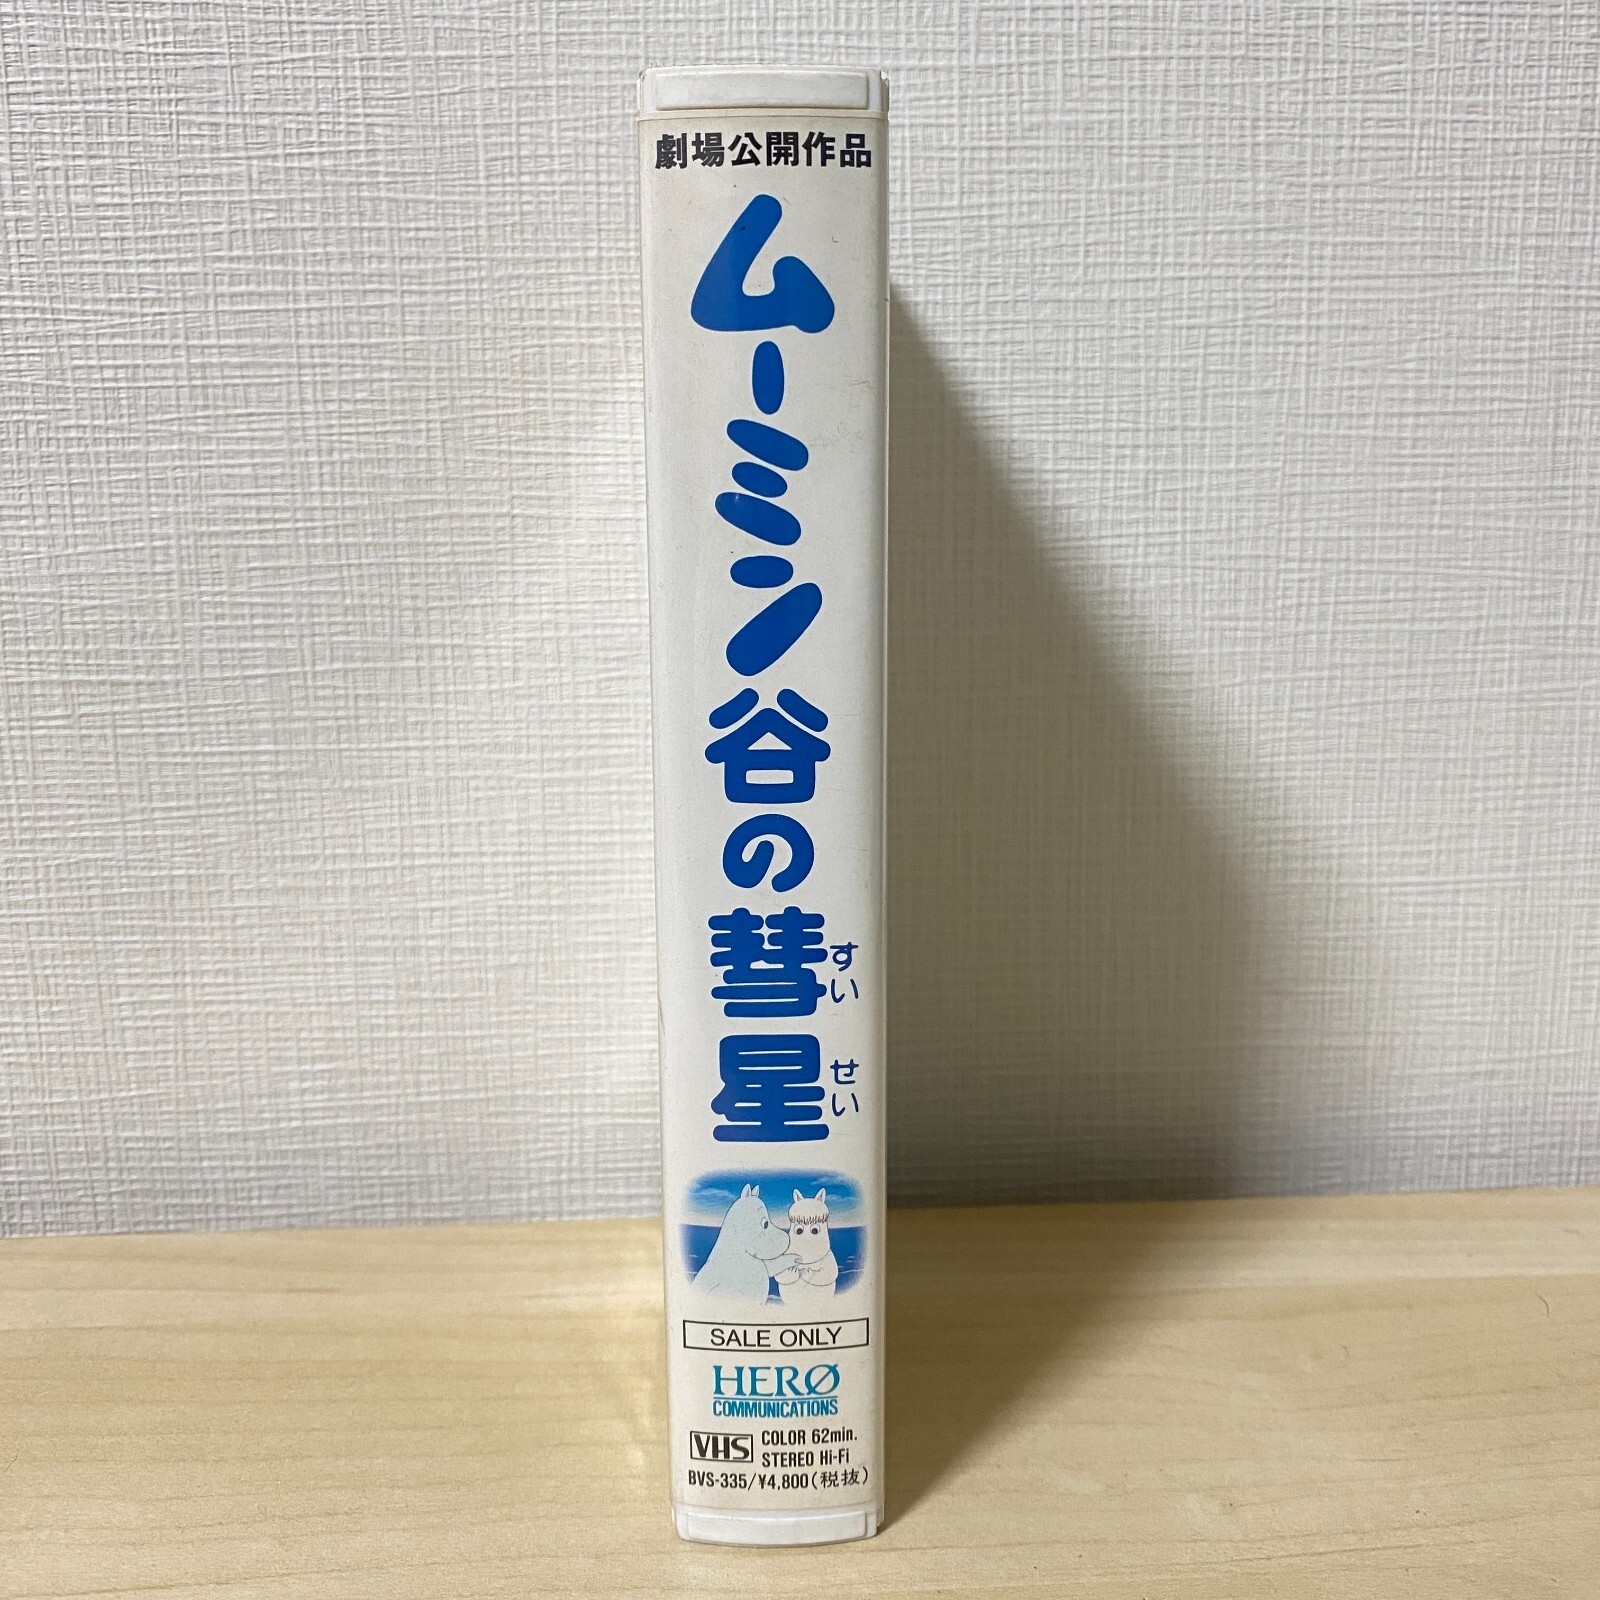 劇場公開作品
ムーミン谷の彗星
すいせい
SALE ONLY
HERØ
COMMUNICATIONS
VHS COLOR 62min.
STEREO Hi-Fi
BVS-335/¥4,800(税抜)